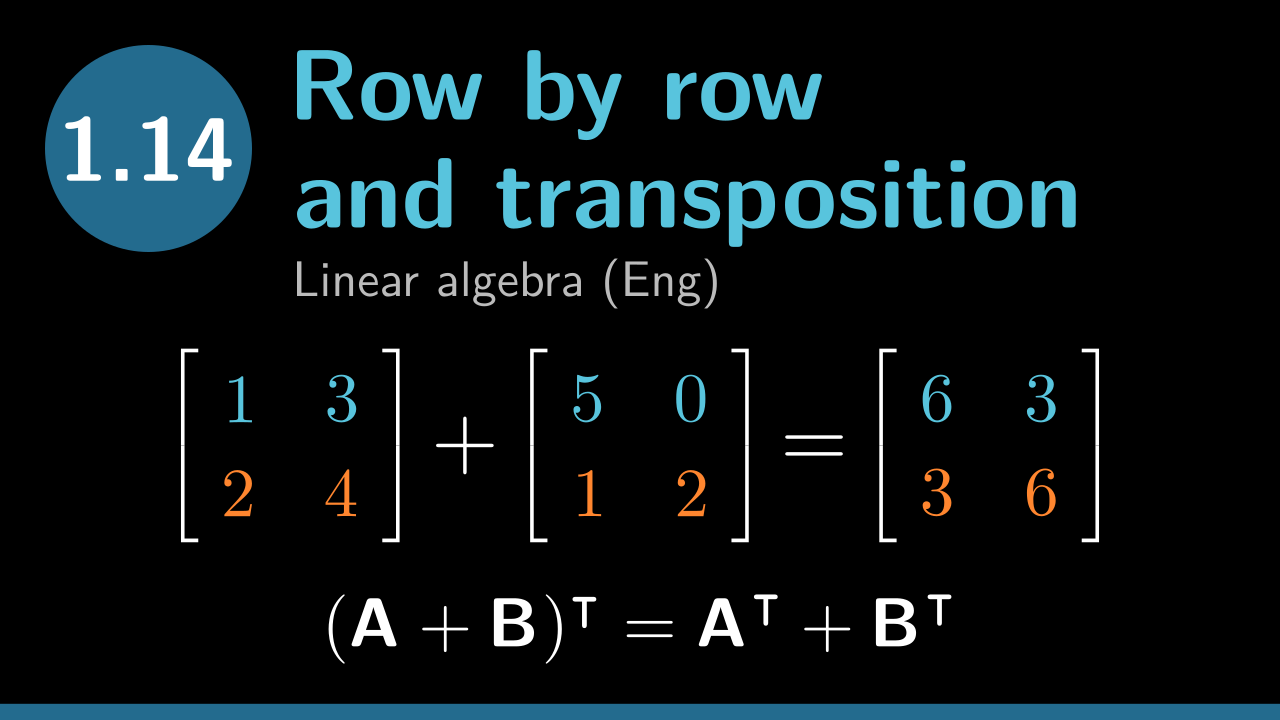 1.14
Row by row
and transposition
Linear algebra (Eng)
[1 3] + [5 0] = [6 3]
[2 4] [1 2] [3 6]
(A + B)ᵀ = Aᵀ + Bᵀ